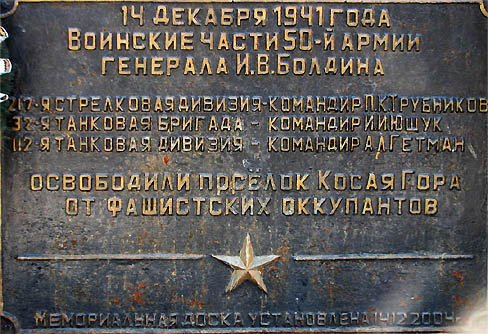 14 ДЕКАБРЯ 1941 ГОДА
ВОИНСКИЕ ЧАСТИ 50-Й АРМИИ
ГЕНЕРАЛА И.В.БОЛДИНА
217-Я СТРЕЛКОВАЯ ДИВИЗИЯ-КОМАНДИР П.К.ТРУБНИКОВ
32-Я ТАНКОВАЯ БРИГАДА - КОМАНДИР И.И.ЮЩУК
112-Я ТАНКОВАЯ ДИВИЗИЯ - КОМАНДИР А.Л.ГЕТМАН
ОСВОБОДИЛИ ПОСЁЛОК КОСАЯ ГОРА
ОТ ФАШИСТСКИХ ОККУПАНТОВ
МЕМОРИАЛЬНАЯ ДОСКА УСТАНОВЛЕНА 14.12.2004г.